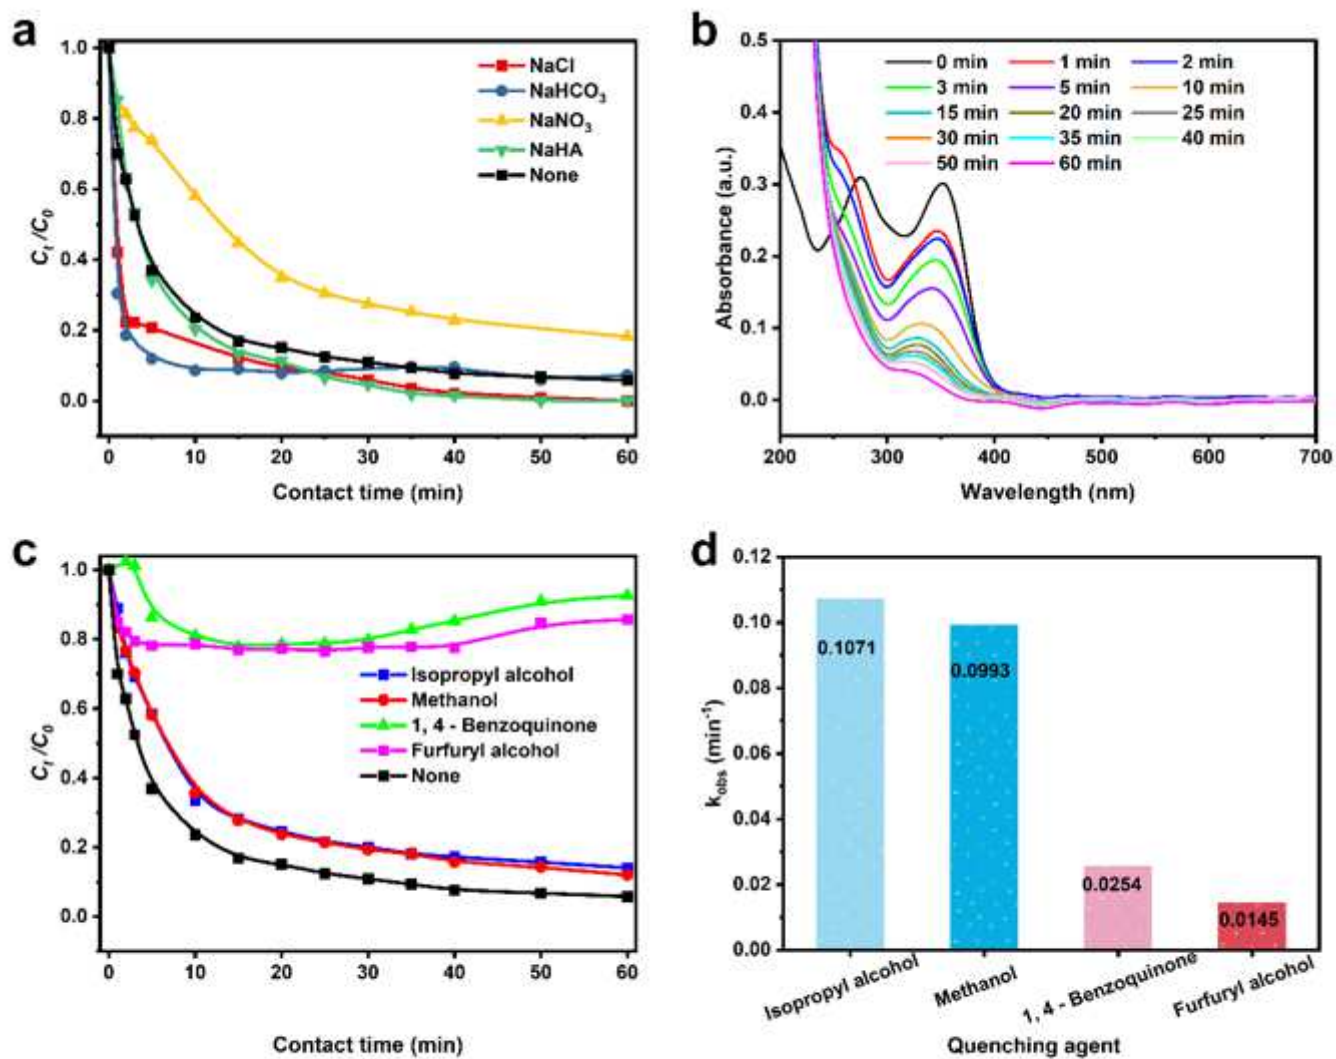 a
NaCl
NaHCO₃
NaNO₃
NaHA
None
Cₜ/C₀
1.0
0.8
0.6
0.4
0.2
0.0
0 10 20 30 40 50 60
Contact time (min)
b
0 min 1 min 2 min
3 min 5 min 10 min
15 min 20 min 25 min
30 min 35 min 40 min
50 min 60 min
Absorbance (a.u.)
0.5
0.4
0.3
0.2
0.1
0.0
200 300 400 500 600 700
Wavelength (nm)
c
Isopropyl alcohol
Methanol
1, 4 - Benzoquinone
Furfuryl alcohol
None
Cₜ/C₀
1.0
0.8
0.6
0.4
0.2
0.0
0 10 20 30 40 50 60
Contact time (min)
d
k_obs (min⁻¹)
0.12
0.10
0.08
0.06
0.04
0.02
0.00
0.1071
0.0993
0.0254
0.0145
Isopropyl alcohol
Methanol
1, 4 - Benzoquinone
Furfuryl alcohol
Quenching agent